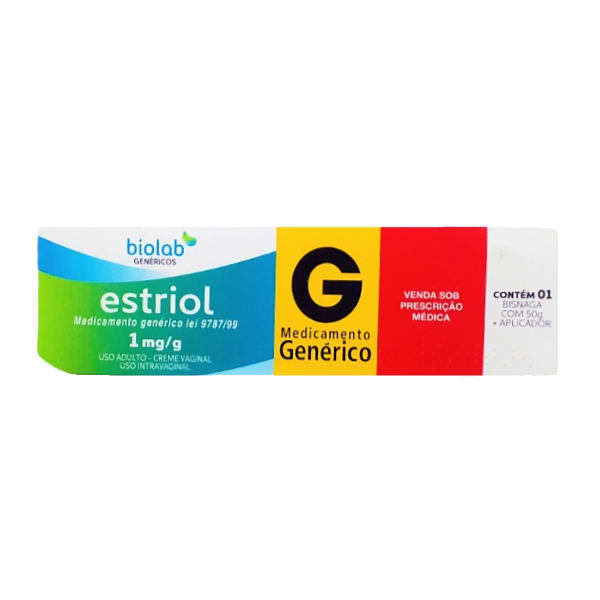 biolab
GENÉRICOS
estriol
Medicamento genérico lei 9787/99
1 mg/g
USO ADULTO - CREME VAGINAL
USO INTRAVAGINAL
G
Medicamento
Genérico
VENDA SOB
PRESCRIÇÃO
MÉDICA
CONTÉM 01
BISNAGA
COM 50g
+ APLICADOR